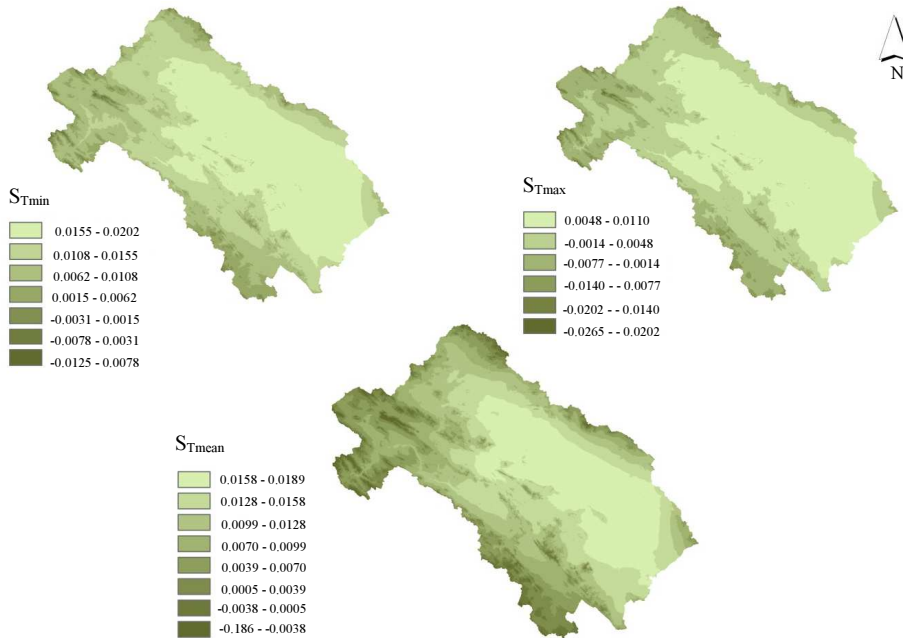 N
S_Tmin
0.0155 - 0.0202
0.0108 - 0.0155
0.0062 - 0.0108
0.0015 - 0.0062
-0.0031 - 0.0015
-0.0078 - 0.0031
-0.0125 - 0.0078
S_Tmax
0.0048 - 0.0110
-0.0014 - 0.0048
-0.0077 - - 0.0014
-0.0140 - - 0.0077
-0.0202 - - 0.0140
-0.0265 - - 0.0202
S_Tmean
0.0158 - 0.0189
0.0128 - 0.0158
0.0099 - 0.0128
0.0070 - 0.0099
0.0039 - 0.0070
0.0005 - 0.0039
-0.0038 - 0.0005
-0.186 - -0.0038